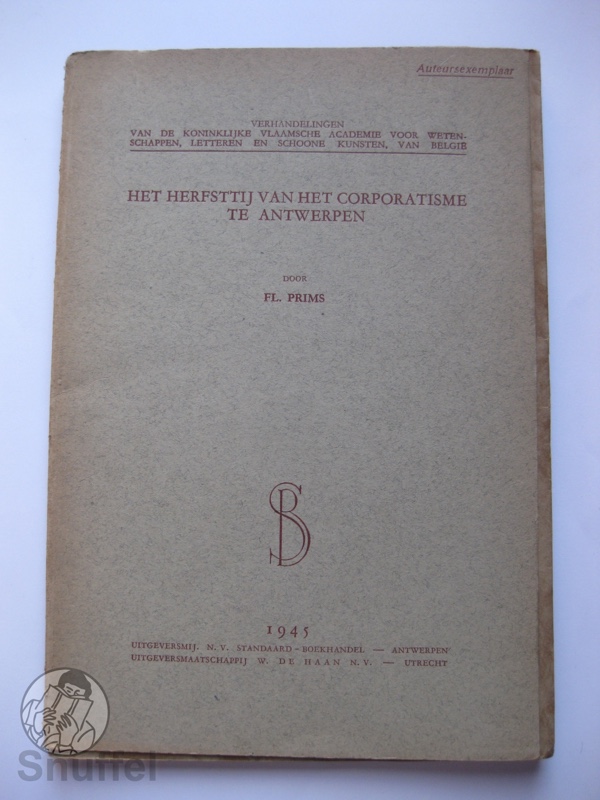 Auteursexemplaar
VERHANDELINGEN
VAN DE KONINKLIJKE VLAAMSCHE ACADEMIE VOOR WETEN-
SCHAPPEN, LETTEREN EN SCHOONE KUNSTEN, VAN BELGIË
HET HERFSTTIJ VAN HET CORPORATISME
TE ANTWERPEN
DOOR
FL. PRIMS
SB
1945
UITGEVERSMIJ. N. V. STANDAARD-BOEKHANDEL — ANTWERPEN
UITGEVERSMAATSCHAPPIJ W. DE HAAN N. V. — UTRECHT
Snuffel